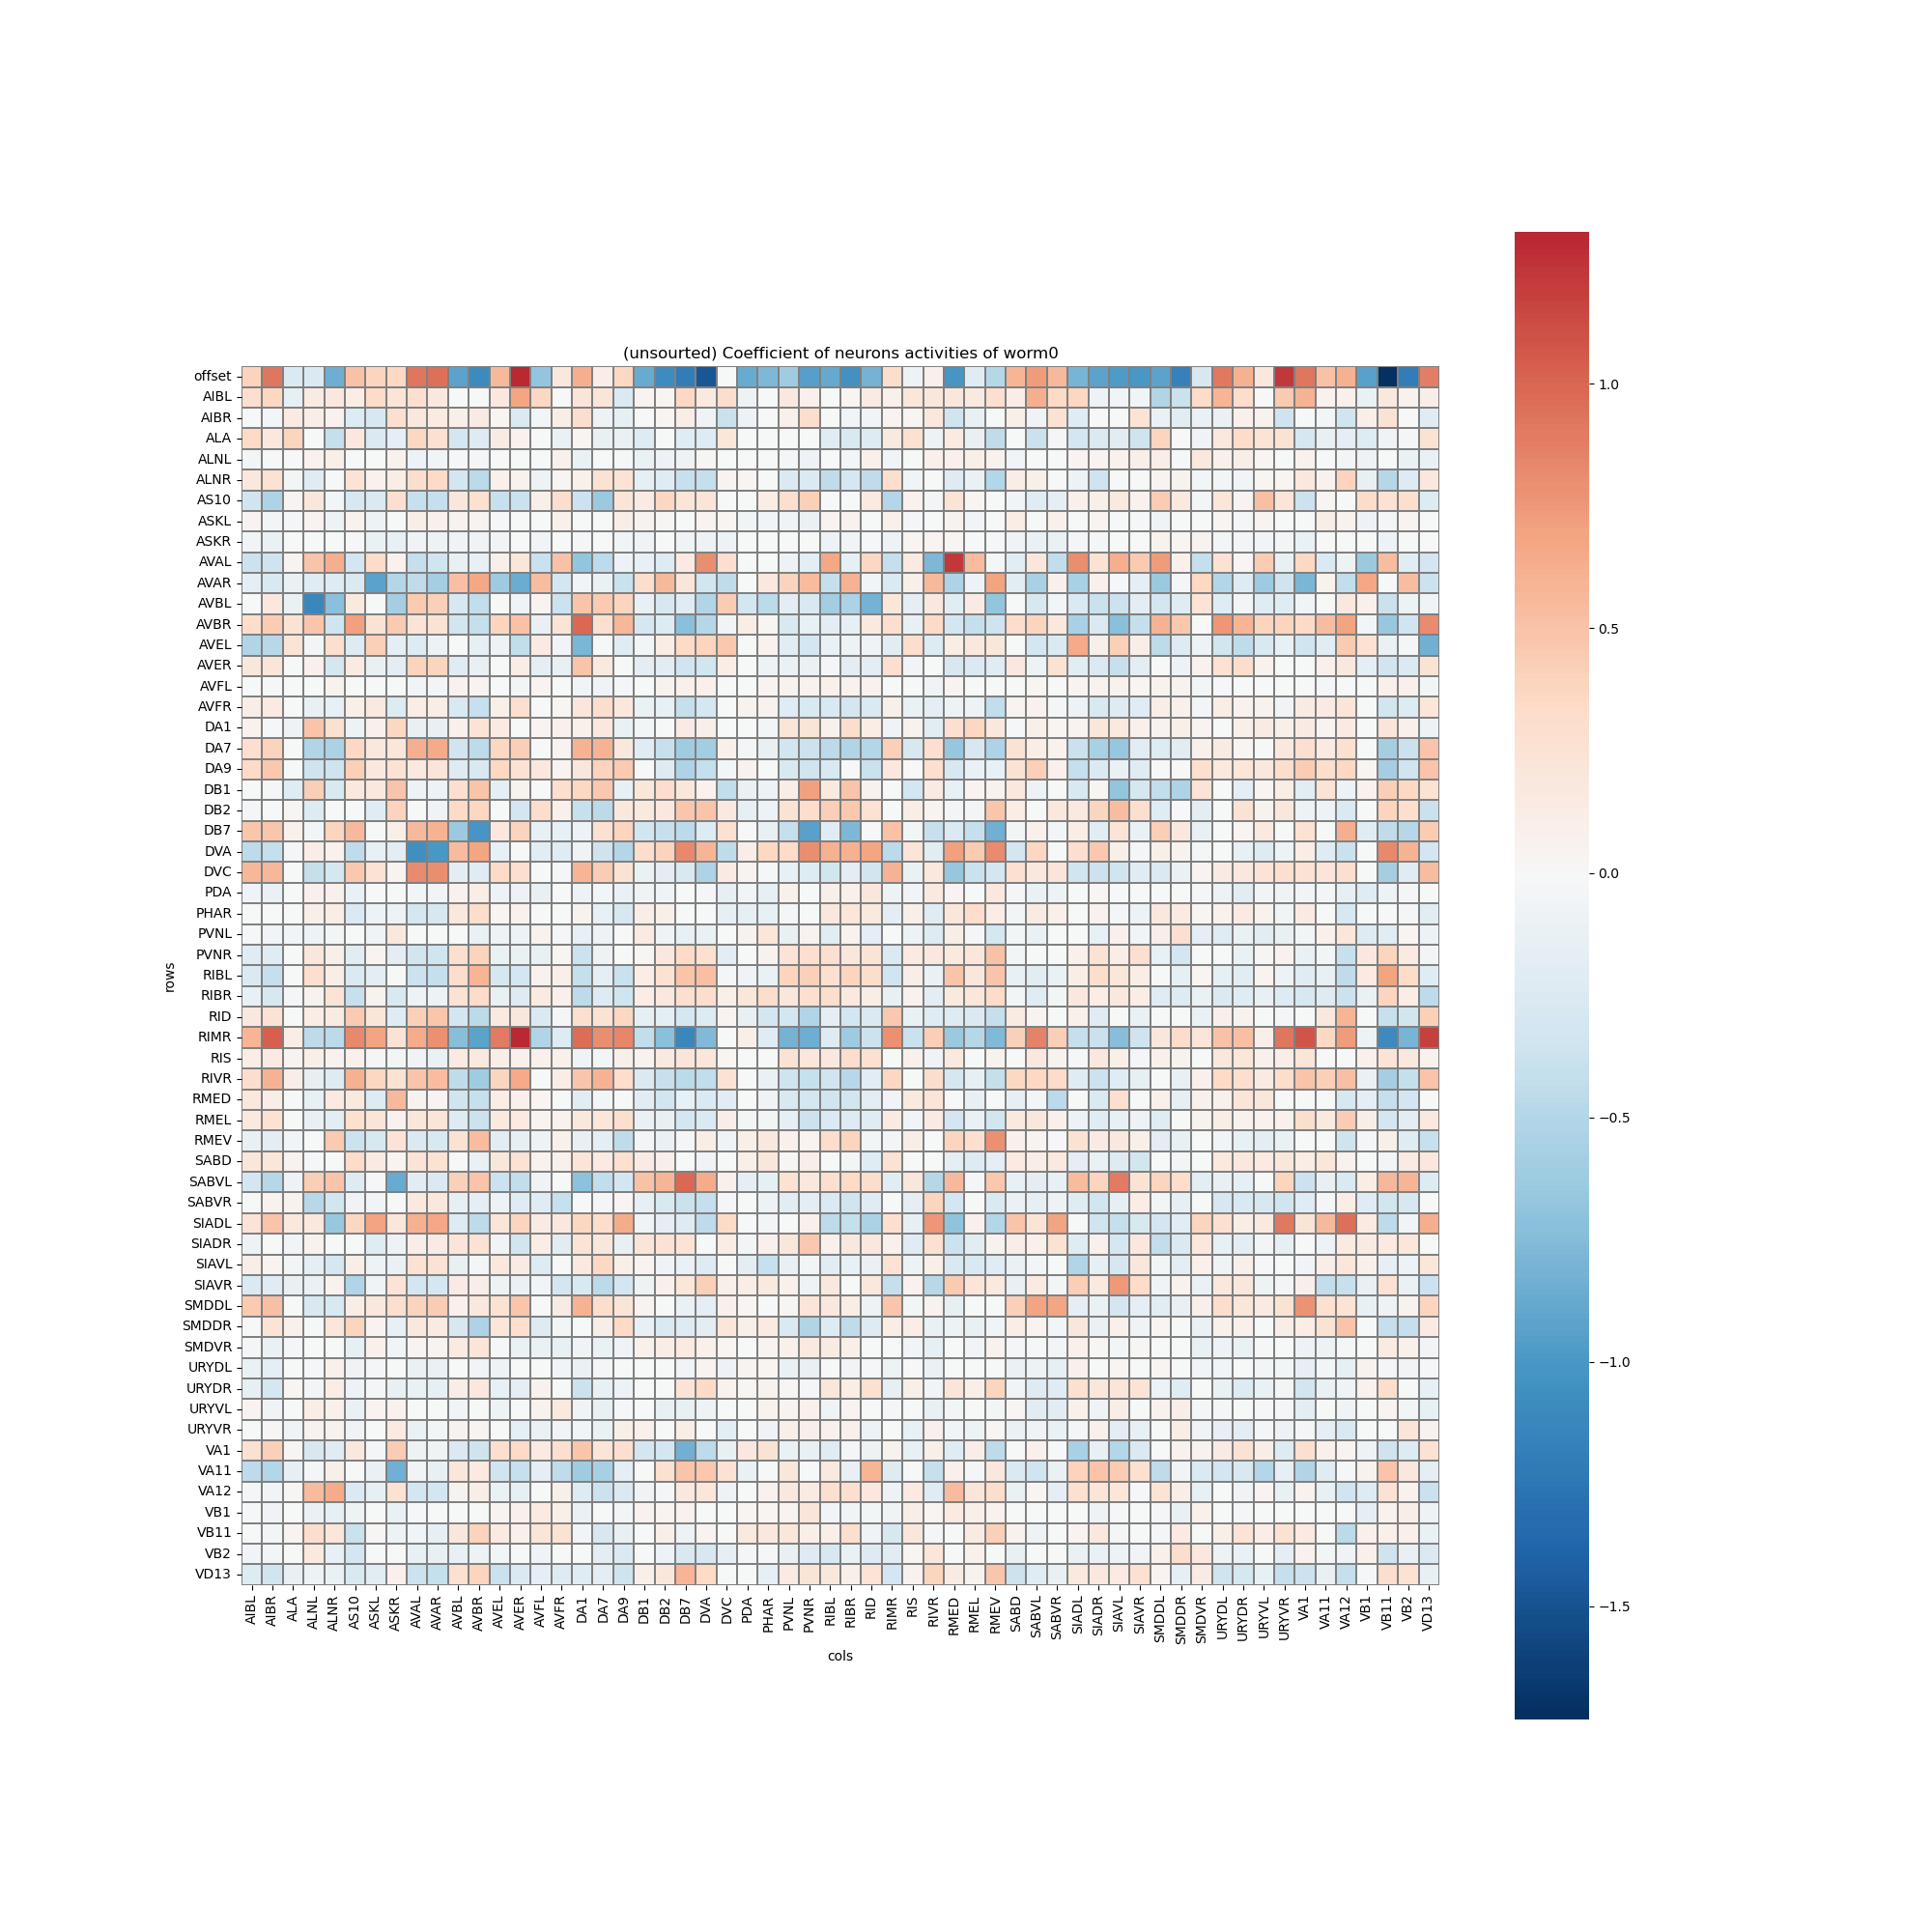 (unsourted) Coefficient of neurons activities of worm0
offset
AIBL
AIBR
ALA
ALNL
ALNR
AS10
ASKL
ASKR
AVAL
AVAR
AVBL
AVBR
AVEL
AVER
AVFL
AVFR
DA1
DA7
DA9
DB1
DB2
DB7
DVA
DVC
PDA
PHAR
PVNL
PVNR
RIBL
RIBR
RID
RIMR
RIS
RIVR
RMED
RMEL
RMEV
SABD
SABVL
SABVR
SIADL
SIADR
SIAVL
SIAVR
SMDDL
SMDDR
SMDVR
URYDL
URYDR
URYVL
URYVR
VA1
VA11
VA12
VB1
VB11
VB2
VD13
rows
AIBL AIBR ALA ALNL ALNR AS10 ASKL ASKR AVAL AVAR AVBL AVBR AVEL AVER AVFL AVFR DA1 DA7 DA9 DB1 DB2 DB7 DVA DVC PDA PHAR PVNL PVNR RIBL RIBR RID RIMR RIS RIVR RMED RMEL RMEV SABD SABVL SABVR SIADL SIADR SIAVL SIAVR SMDDL SMDDR SMDVR URYDL URYDR URYVL URYVR VA1 VA11 VA12 VB1 VB11 VB2 VD13
cols
1.0
0.5
0.0
−0.5
−1.0
−1.5